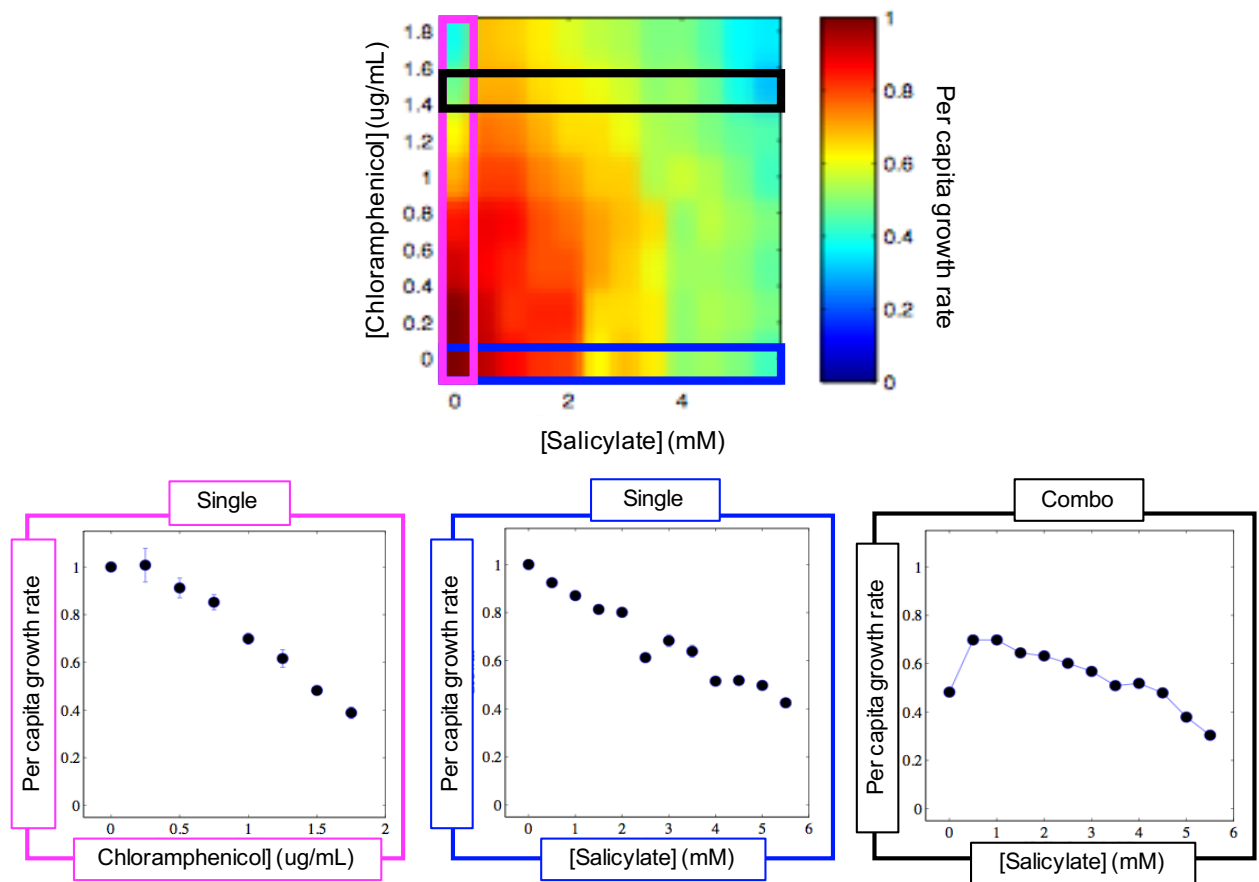 1.8
1.6
1.4
1.2
1
0.8
0.6
0.4
0.2
0
[Chloramphenicol] (ug/mL)
0 2 4
[Salicylate] (mM)
1
0.8
0.6
0.4
0.2
0
Per capita growth rate
Single
Per capita growth rate
1
0.8
0.6
0.4
0.2
0
0 0.5 1 1.5 2
Chloramphenicol] (ug/mL)
Single
Per capita growth rate
1
0.8
0.6
0.4
0.2
0
0 1 2 3 4 5 6
[Salicylate] (mM)
Combo
Per capita growth rate
1
0.8
0.6
0.4
0.2
0
0 1 2 3 4 5 6
[Salicylate] (mM)